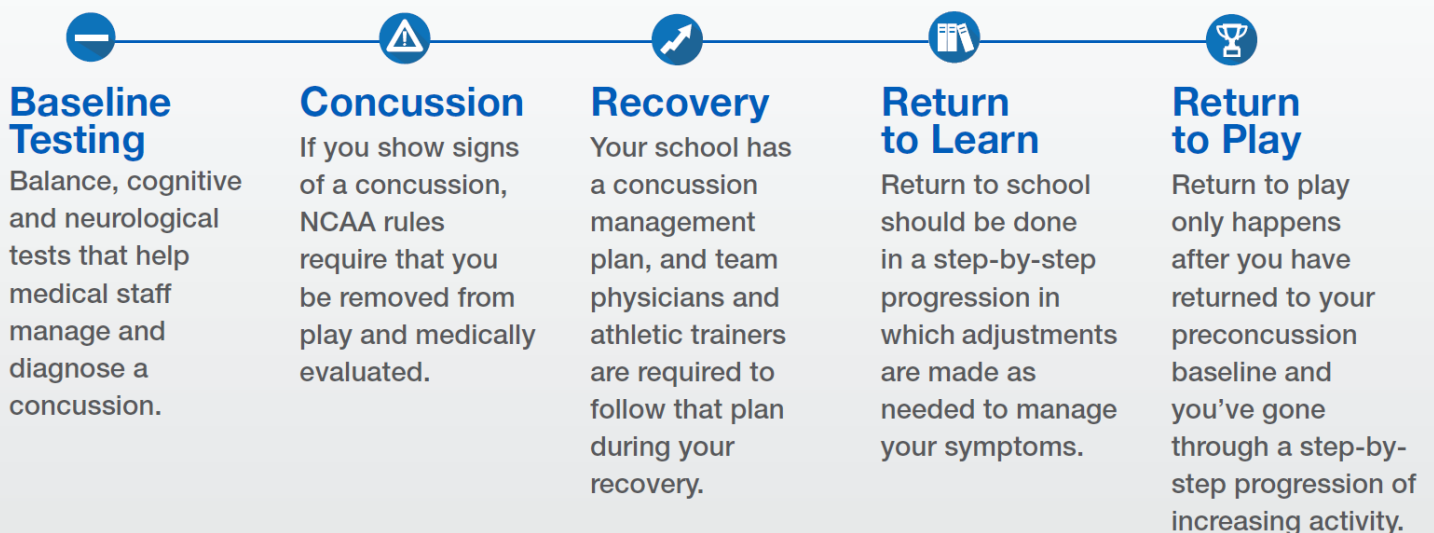 Baseline
Testing
Balance, cognitive
and neurological
tests that help
medical staff
manage and
diagnose a
concussion.
Concussion
If you show signs
of a concussion,
NCAA rules
require that you
be removed from
play and medically
evaluated.
Recovery
Your school has
a concussion
management
plan, and team
physicians and
athletic trainers
are required to
follow that plan
during your
recovery.
Return
to Learn
Return to school
should be done
in a step-by-step
progression in
which adjustments
are made as
needed to manage
your symptoms.
Return
to Play
Return to play
only happens
after you have
returned to your
preconcussion
baseline and
you’ve gone
through a step-by-
step progression of
increasing activity.